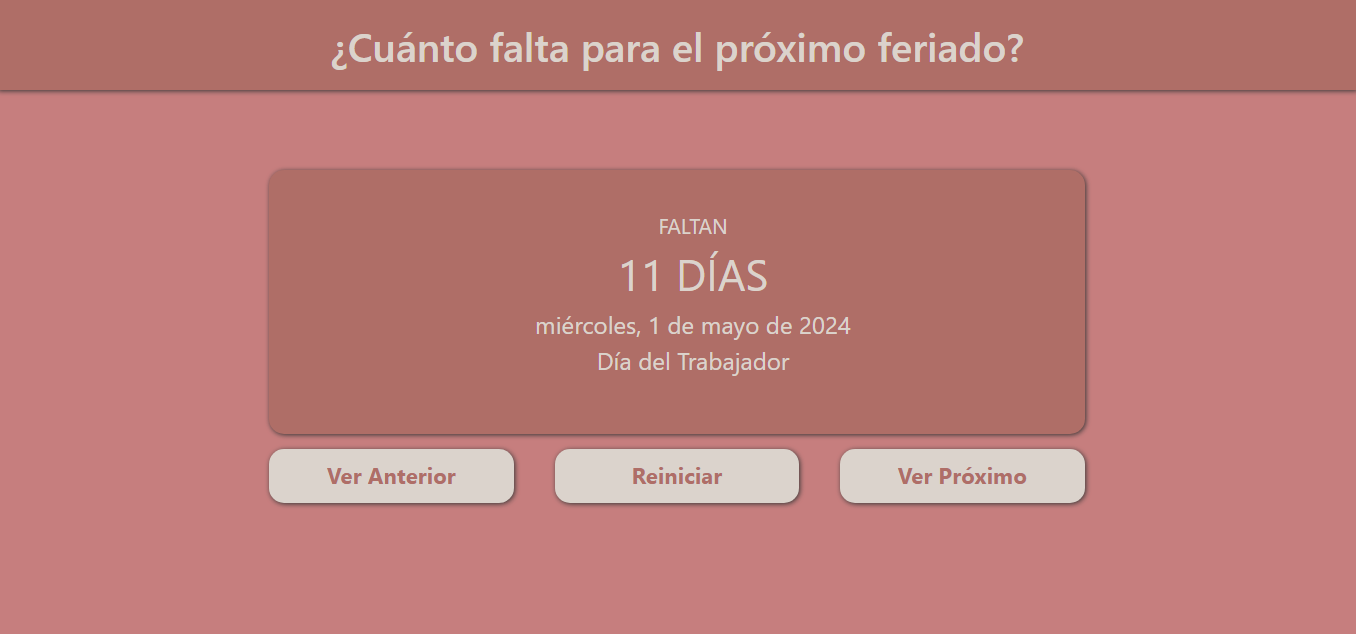 ¿Cuánto falta para el próximo feriado?
FALTAN
11 DÍAS
miércoles, 1 de mayo de 2024
Día del Trabajador
Ver Anterior
Reiniciar
Ver Próximo